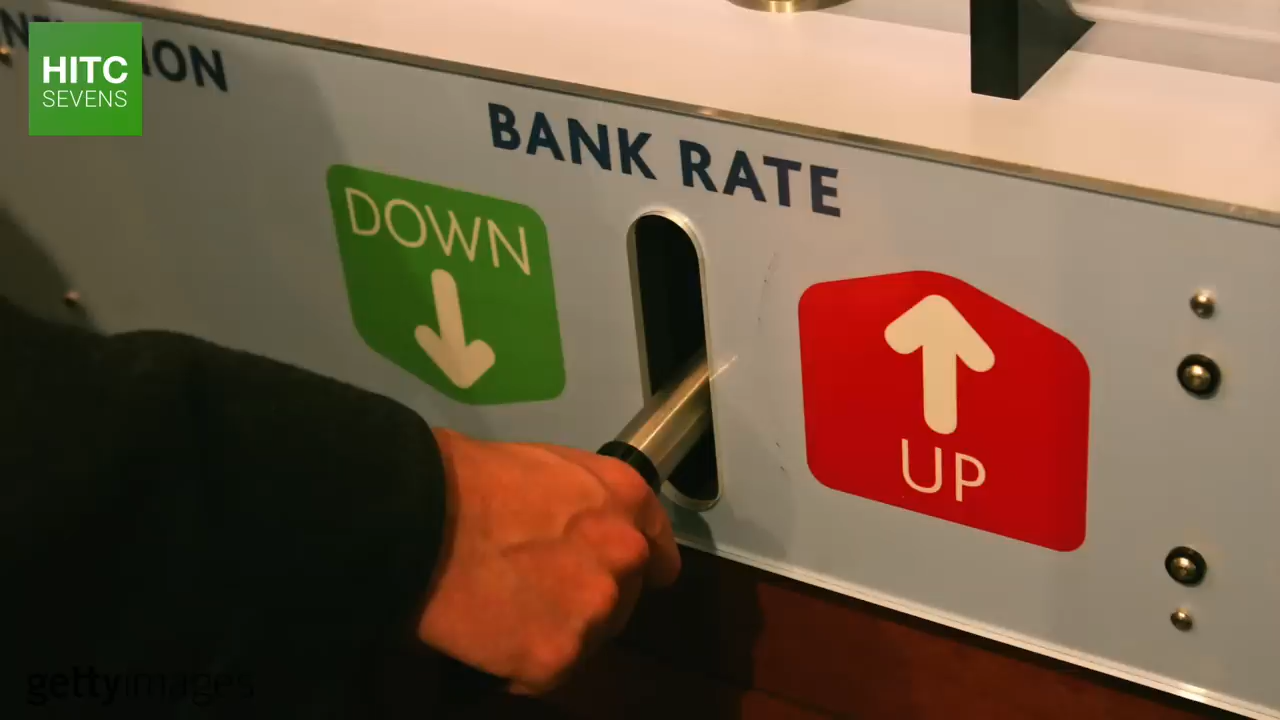 HITC
SEVENS
BANK RATE
DOWN
UP
gettyimages